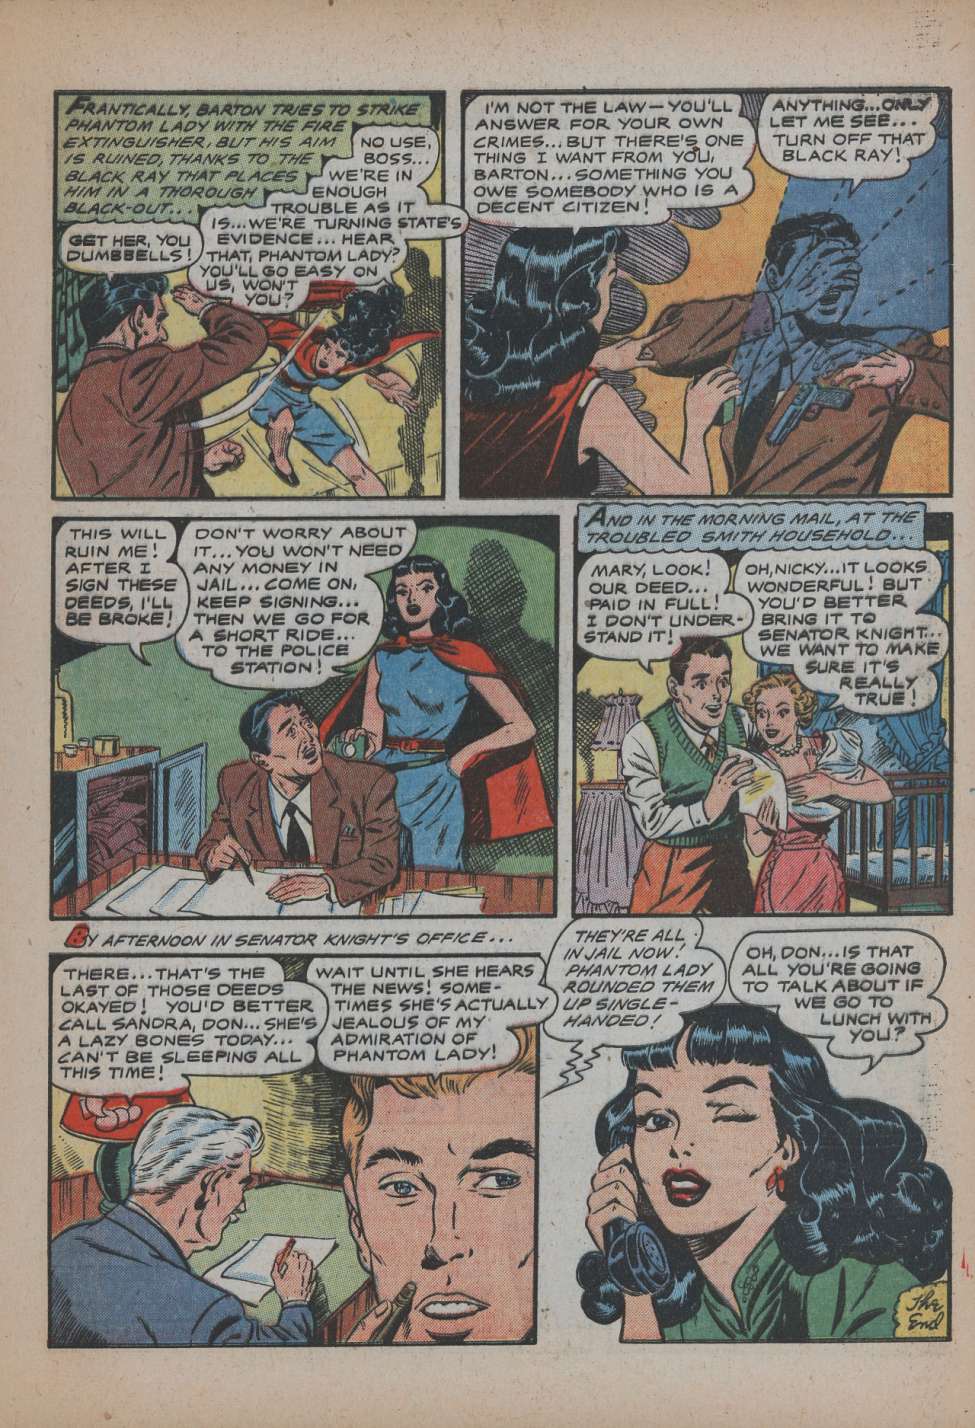 FRANTICALLY, BARTON TRIES TO STRIKE
PHANTOM LADY WITH THE FIRE
EXTINGUISHER, BUT HIS AIM
IS RUINED, THANKS TO THE
BLACK RAY THAT PLACES
HIM IN A THOROUGH
BLACK-OUT...
GET HER, YOU
DUMBBELLS!
NO USE,
BOSS...
WE'RE IN
ENOUGH
TROUBLE AS IT
IS...WE'RE TURNING STATE'S
EVIDENCE... HEAR
THAT, PHANTOM LADY?
YOU'LL GO EASY ON
US, WON'T
YOU?
I'M NOT THE LAW - YOU'LL
ANSWER FOR YOUR OWN
CRIMES...BUT THERE'S ONE
THING I WANT FROM YOU,
BARTON... SOMETHING YOU
OWE SOMEBODY WHO IS A
DECENT CITIZEN!
ANYTHING...ONLY
LET ME SEE...
TURN OFF THAT
BLACK RAY!
THIS WILL
RUIN ME!
AFTER I
SIGN THESE
DEEDS, I'LL
BE BROKE!
DON'T WORRY ABOUT
IT... YOU WON'T NEED
ANY MONEY IN
JAIL... COME ON,
KEEP SIGNING...
THEN WE GO FOR
A SHORT RIDE...
TO THE POLICE
STATION!
AND IN THE MORNING MAIL, AT THE
TROUBLED SMITH HOUSEHOLD...
MARY, LOOK!
OUR DEED...
PAID IN FULL!
I DON'T UNDER-
STAND IT!
OH, NICKY...IT LOOKS
WONDERFUL! BUT
YOU'D BETTER
BRING IT TO
SENATOR KNIGHT...
WE WANT TO MAKE
SURE IT'S
REALLY
TRUE!
BY AFTERNOON IN SENATOR KNIGHT'S OFFICE...
THERE...THAT'S THE
LAST OF THOSE DEEDS
OKAYED! YOU'D BETTER
CALL SANDRA, DON...SHE'S
A LAZY BONES TODAY...
CAN'T BE SLEEPING ALL
THIS TIME!
WAIT UNTIL SHE HEARS
THE NEWS! SOME-
TIMES SHE'S ACTUALLY
JEALOUS OF MY
ADMIRATION OF
PHANTOM LADY!
THEY'RE ALL
IN JAIL NOW!
PHANTOM LADY
ROUNDED THEM
UP SINGLE-
HANDED!
OH, DON...IS THAT
ALL YOU'RE GOING
TO TALK ABOUT IF
WE GO TO
LUNCH WITH
YOU?
The
End